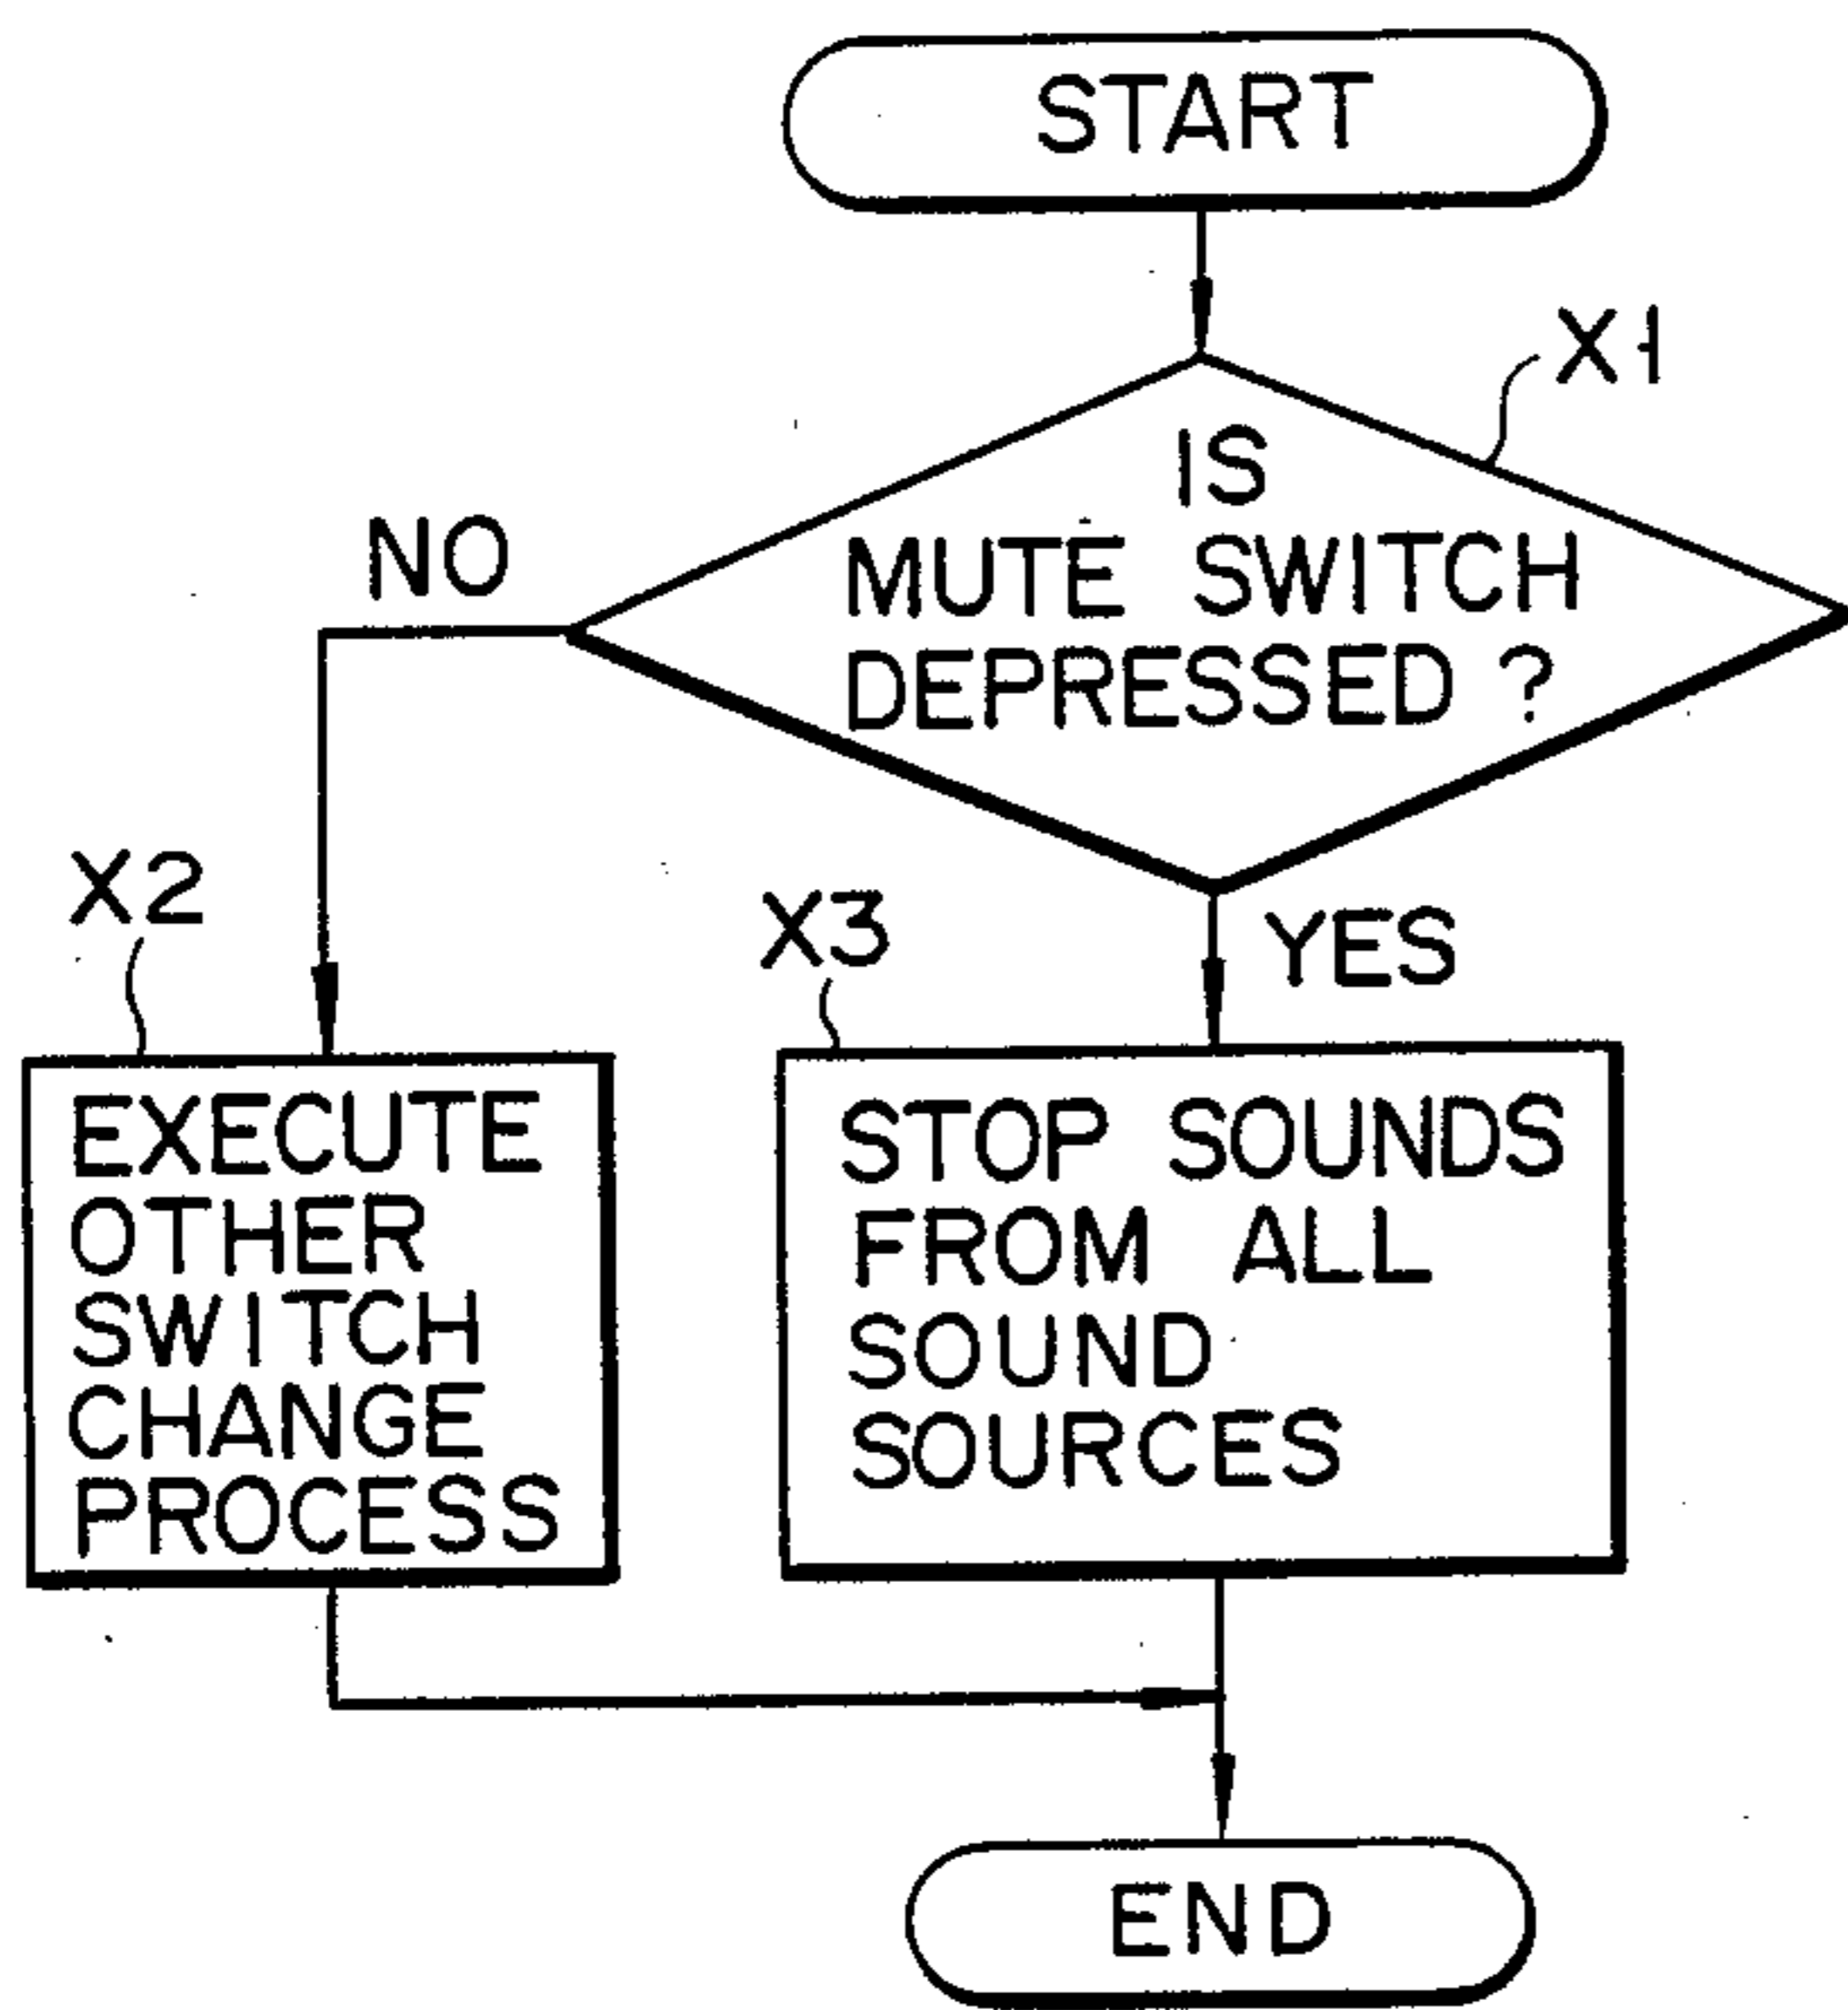 START
X1
IS
MUTE SWITCH
DEPRESSED ?
NO
YES
X2
EXECUTE
OTHER
SWITCH
CHANGE
PROCESS
X3
STOP SOUNDS
FROM ALL
SOUND
SOURCES
END